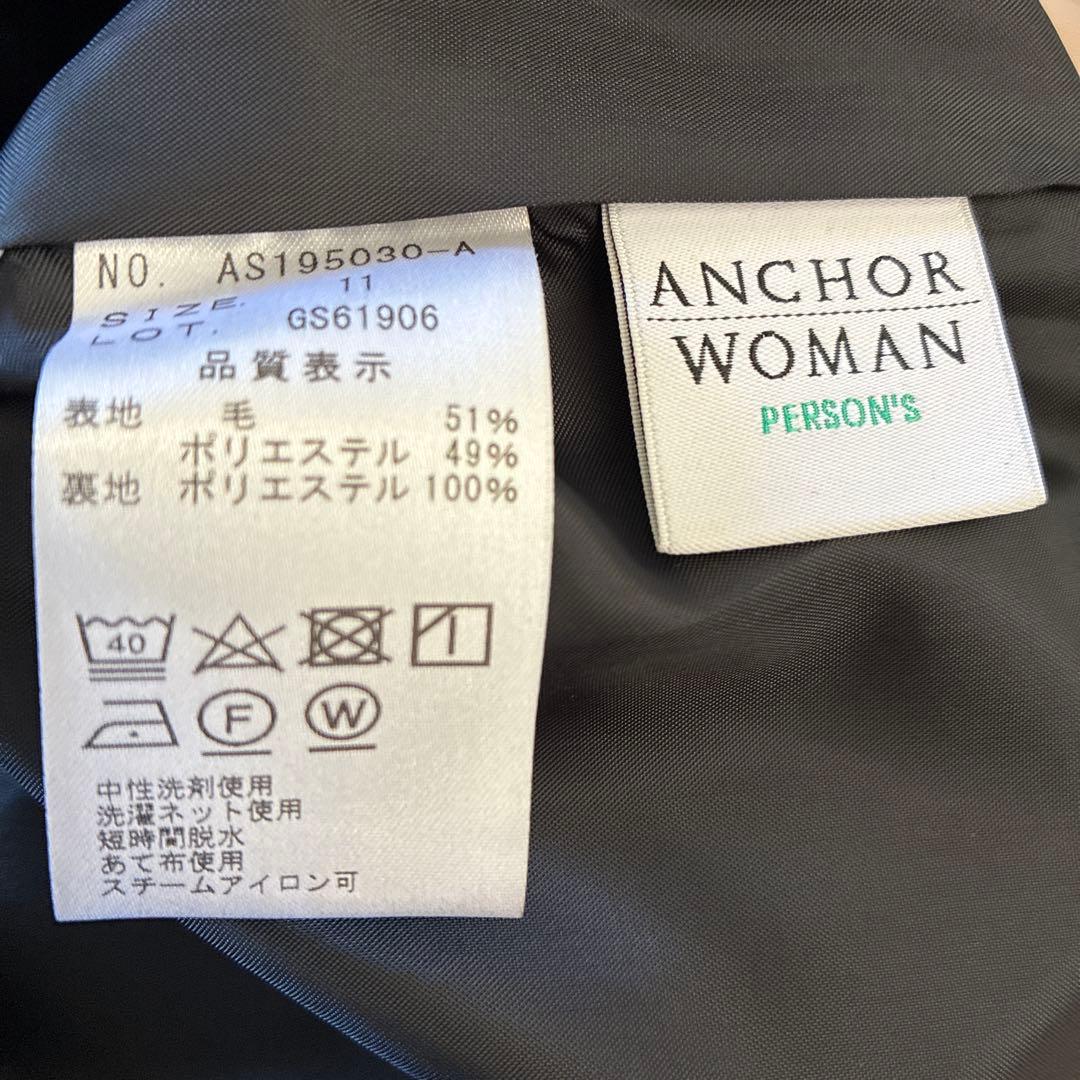 NO. AS195030-A
SIZE. 11
LOT. GS61906
品質表示
表地 毛 51%
ポリエステル 49%
裏地 ポリエステル 100%
40
F W
中性洗剤使用
洗濯ネット使用
短時間脱水
あて布使用
スチームアイロン可
ANCHOR
WOMAN
PERSON'S